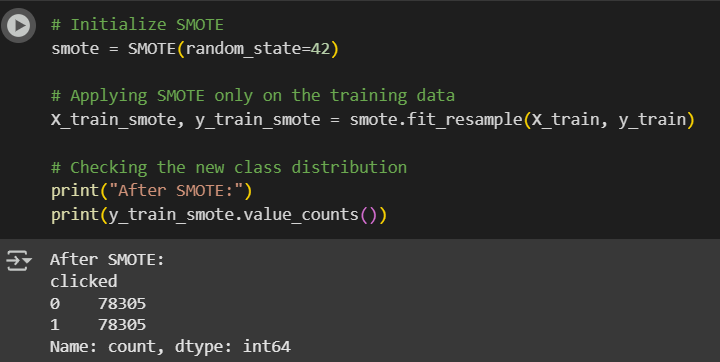 # Initialize SMOTE
smote = SMOTE(random_state=42)
# Applying SMOTE only on the training data
X_train_smote, y_train_smote = smote.fit_resample(X_train, y_train)
# Checking the new class distribution
print("After SMOTE:")
print(y_train_smote.value_counts())
After SMOTE:
clicked
0    78305
1    78305
Name: count, dtype: int64